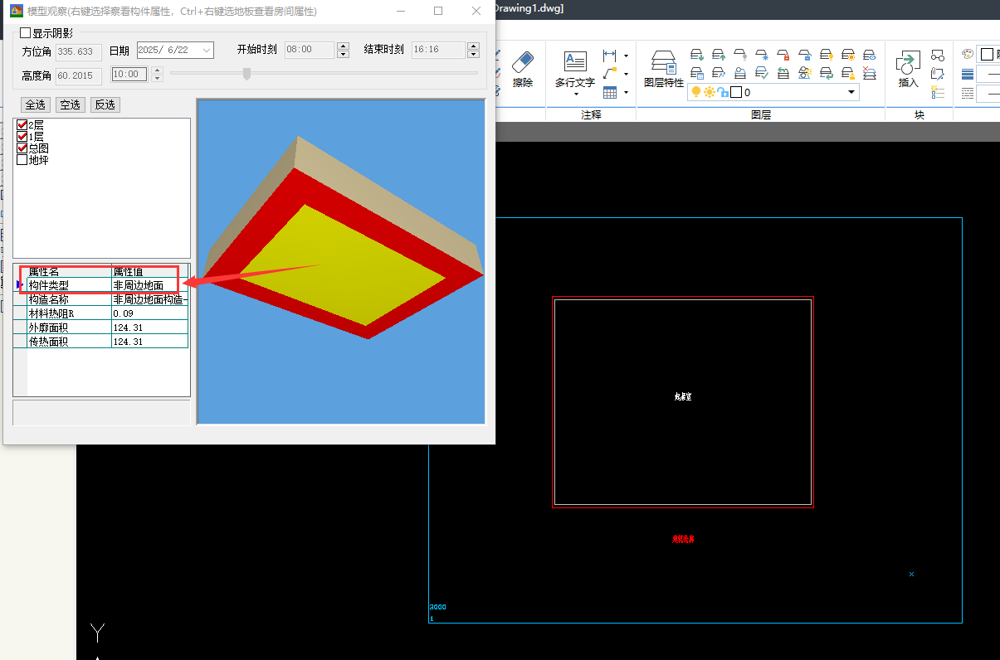 模型观察(右键选择察看构件属性, Ctrl+右键选地板查看房间属性)
Drawing1.dwg]
显示阴影
方位角 335.633 日期 2025/ 6/22 开始时刻 08:00 结束时刻 16:16
高度角 60.2015 10:00
全选 空选 反选
2层
1层
总图
地坪
属性名 属性值
构件类型 非周边地面
构造名称 非周边地面构造一
材料热阻R 0.09
外廓面积 124.31
传热面积 124.31
擦除
多行文字
注释
图层特性
0
图层
插入
块
起居室
3000
1
Y